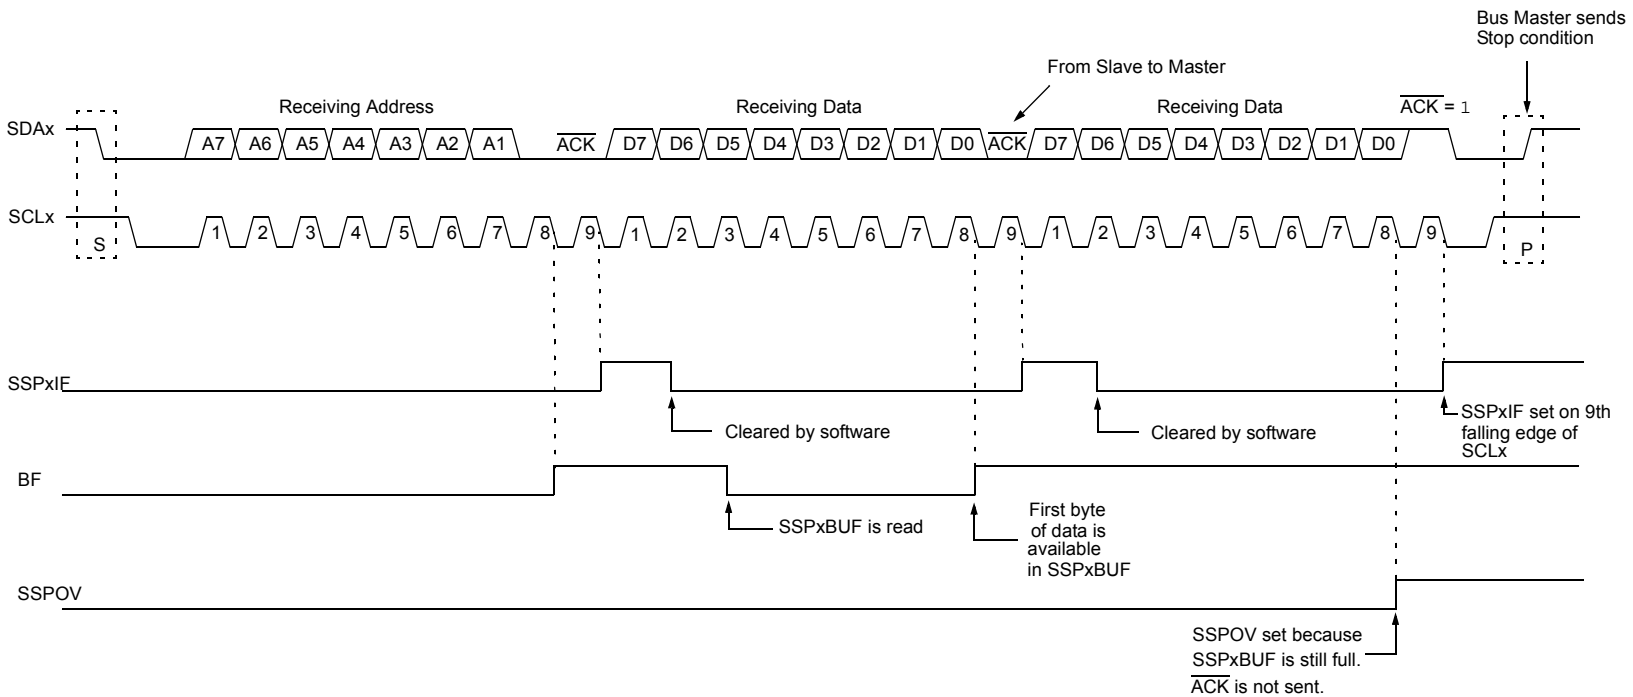 Bus Master sends
Stop condition
From Slave to Master
Receiving Address
Receiving Data
Receiving Data
ACK = 1
SDAx
A7 A6 A5 A4 A3 A2 A1 ACK D7 D6 D5 D4 D3 D2 D1 D0 ACK D7 D6 D5 D4 D3 D2 D1 D0
SCLx
S 1 2 3 4 5 6 7 8 9 1 2 3 4 5 6 7 8 9 1 2 3 4 5 6 7 8 9 P
SSPxIF
Cleared by software
Cleared by software
SSPxIF set on 9th
falling edge of
SCLx
BF
SSPxBUF is read
First byte
of data is
available
in SSPxBUF
SSPOV
SSPOV set because
SSPxBUF is still full.
ACK is not sent.